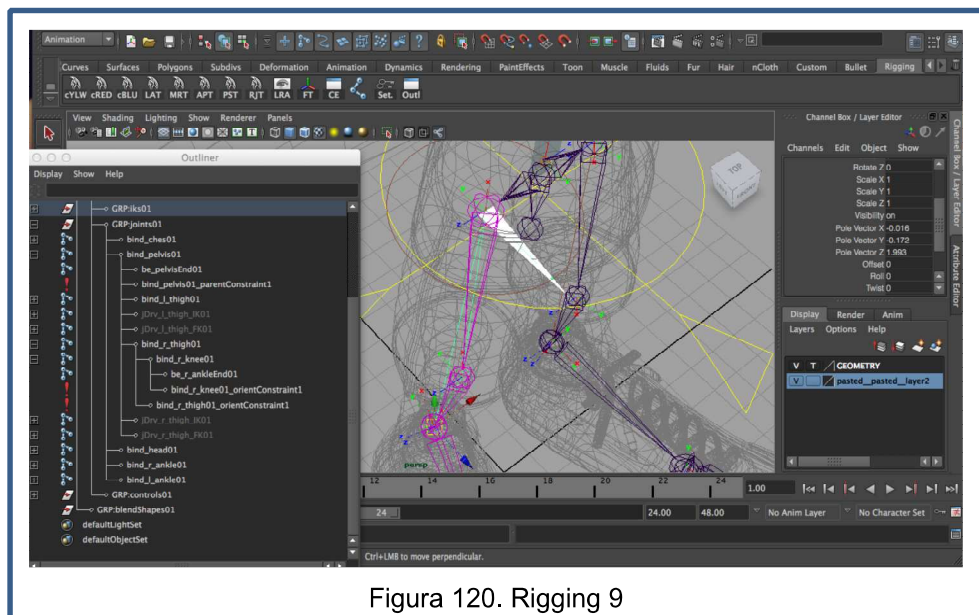 Animation
Curves Surfaces Polygons Subdivs Deformation Animation Dynamics Rendering PaintEffects Toon Muscle Fluids Fur Hair nCloth Custom Bullet Rigging
cYLW cRED cBLU LAT MRT APT PST RJT LRA FT CE Set. Outl
View Shading Lighting Show Renderer Panels
Outliner
Display Show Help
GRP:iks01
GRP:joints01
bind_ches01
bind_pelvis01
be_pelvisEnd01
bind_pelvis01_parentConstraint1
bind_l_thigh01
jDrv_l_thigh_IK01
jDrv_l_thigh_FK01
bind_r_thigh01
bind_r_knee01
be_r_ankleEnd01
bind_r_knee01_orientConstraint1
bind_r_thigh01_orientConstraint1
jDrv_r_thigh_IK01
jDrv_r_thigh_FK01
bind_head01
bind_r_ankle01
bind_l_ankle01
GRP:controls01
GRP:blendShapes01
defaultLightSet
defaultObjectSet
TOP
FRONT
persp
Channel Box / Layer Editor
Channels Edit Object Show
Rotate Z 0
Scale X 1
Scale Y 1
Scale Z 1
Visibility on
Pole Vector X -0.016
Pole Vector Y -0.172
Pole Vector Z 1.993
Offset 0
Roll 0
Twist 0
Display Render Anim
Layers Options Help
V T GEOMETRY
V pasted__pasted__layer2
Channel Box / Layer Editor
Attribute Editor
12 14 16 18 20 22 24 1.00
24 24.00 48.00 No Anim Layer No Character Set
Ctrl+LMB to move perpendicular.
Figura 120. Rigging 9